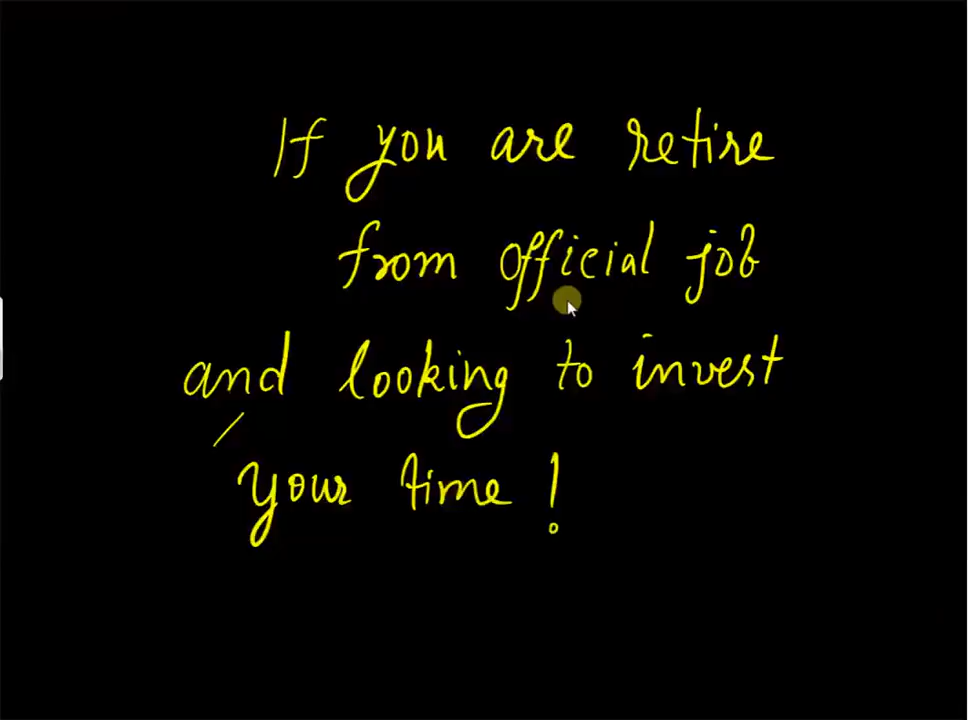 If you are retire
from official job
and looking to invest
your time !